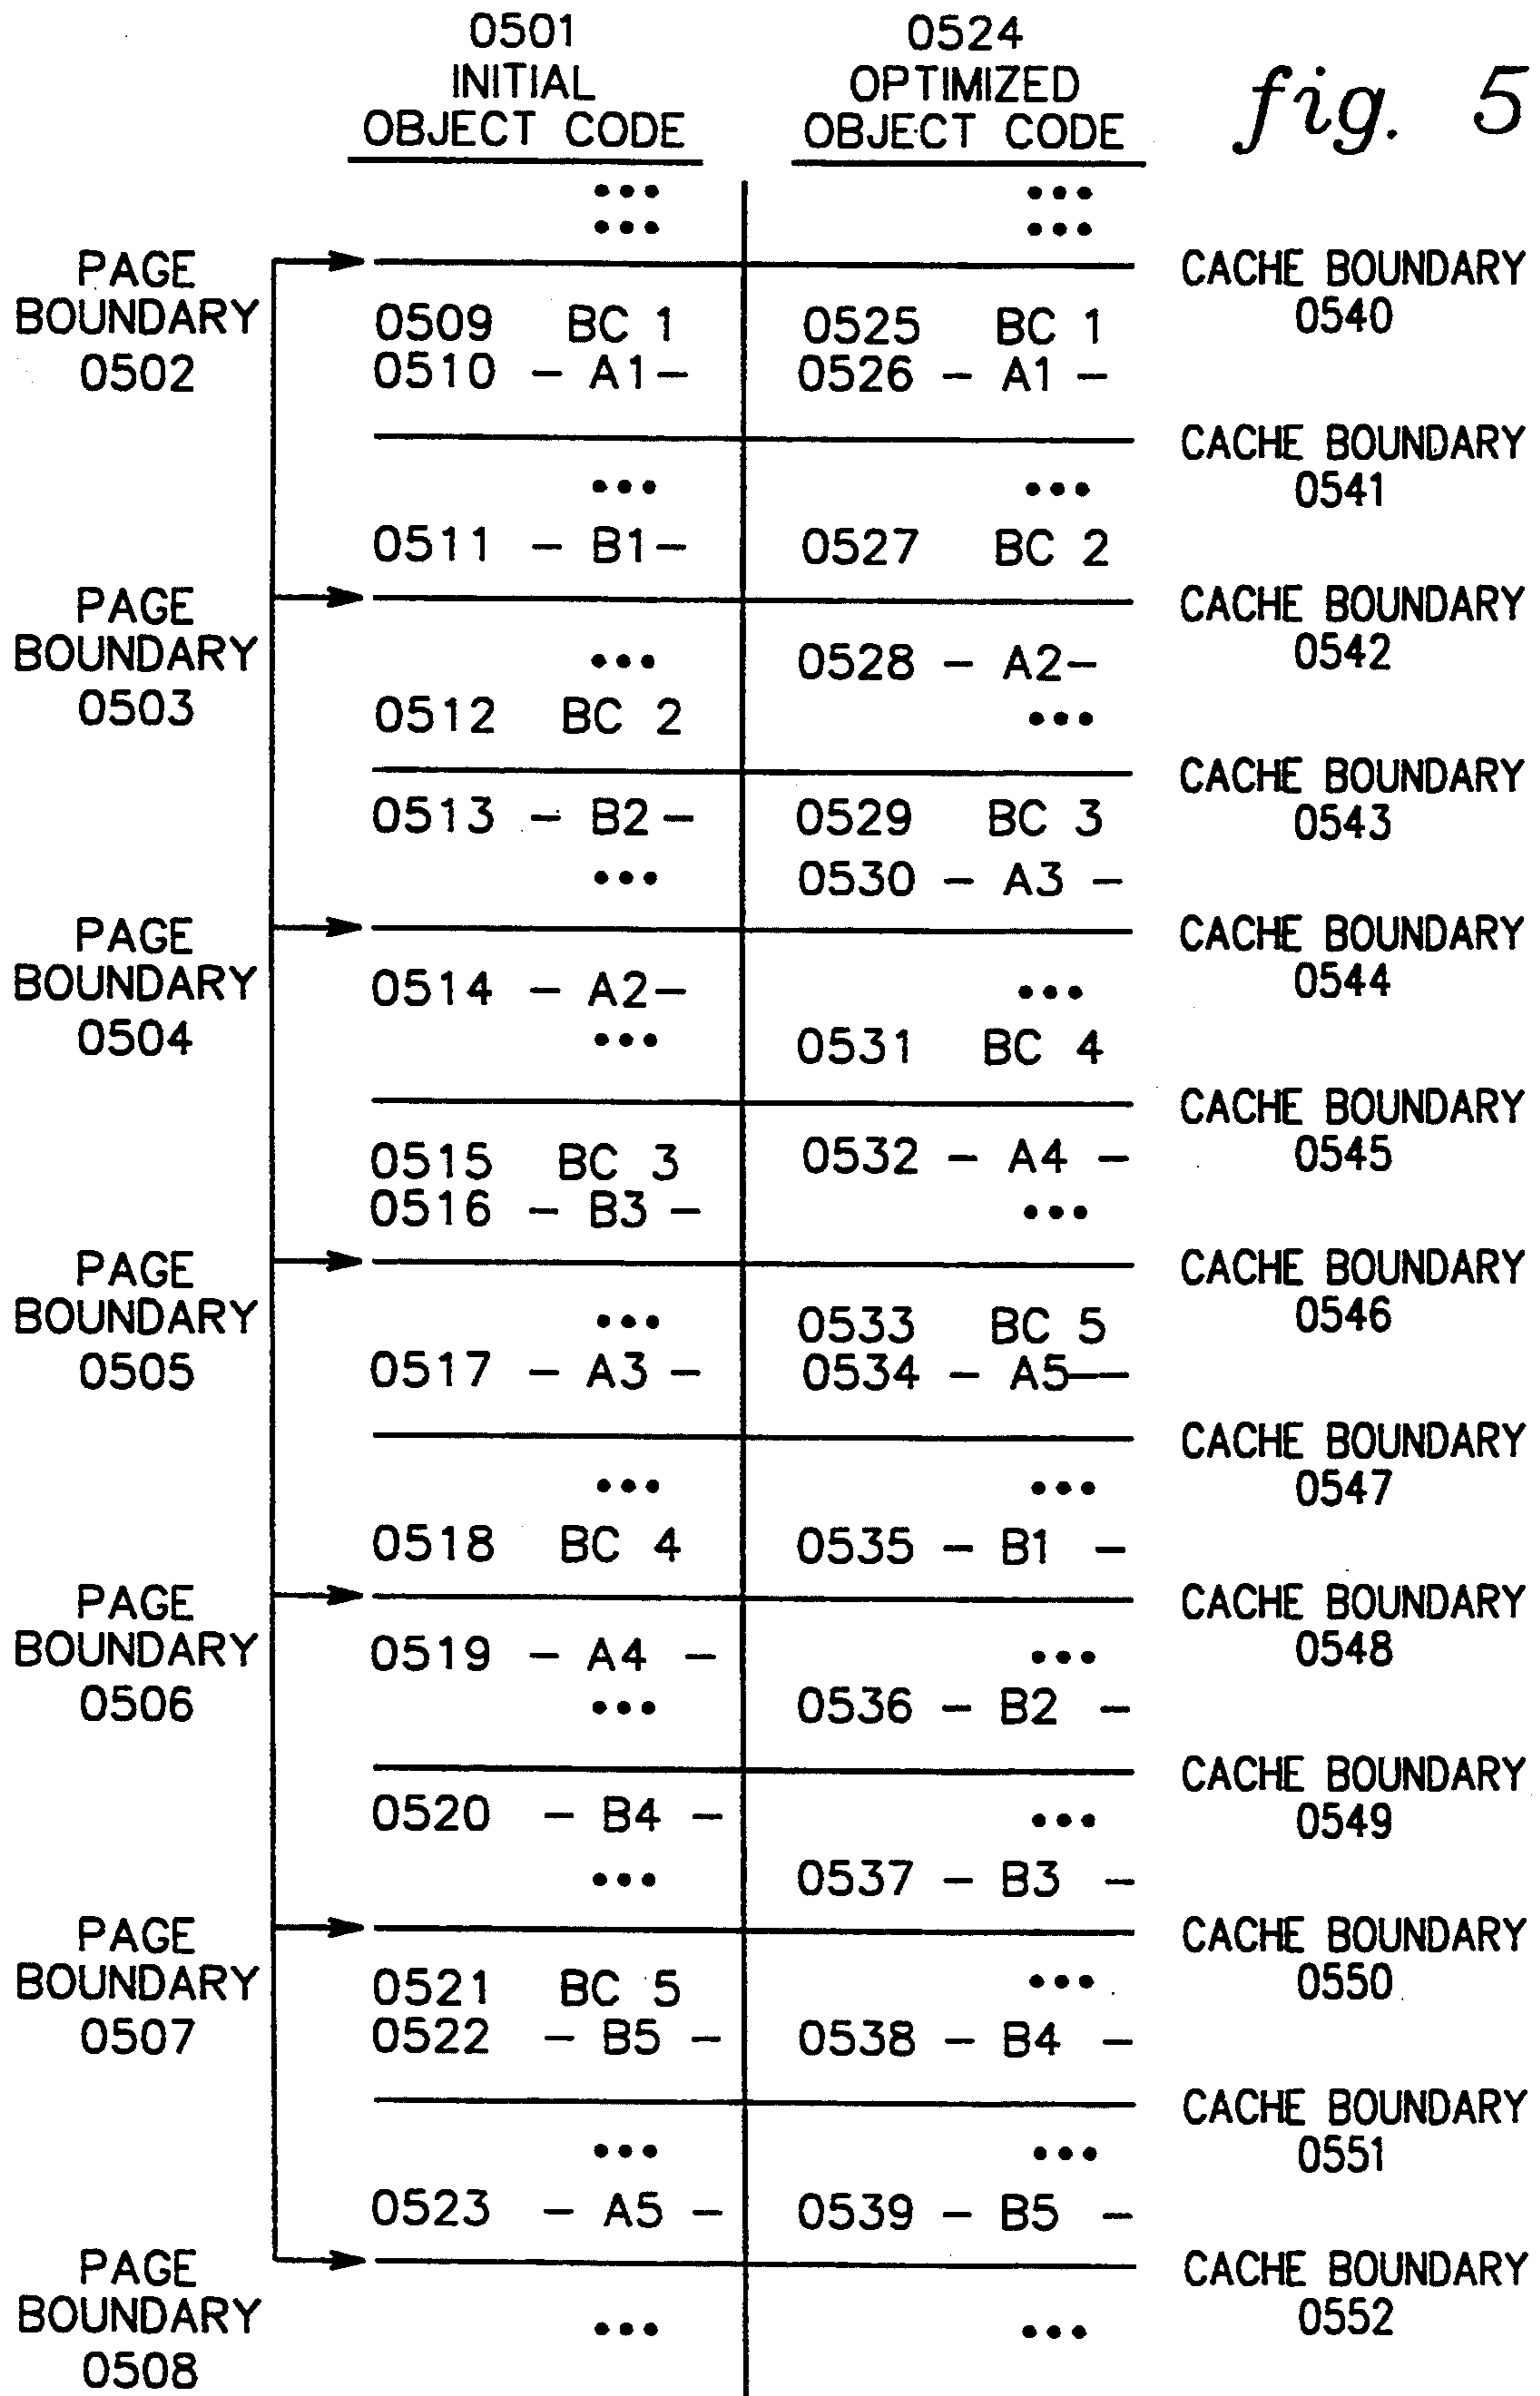 0501 0524
INITIAL OPTIMIZED fig. 5
OBJECT CODE OBJECT CODE
••• •••
••• •••
PAGE CACHE BOUNDARY
BOUNDARY 0509 BC 1 0525 BC 1 0540
0502 0510 - A1- 0526 - A1 -
CACHE BOUNDARY
••• ••• 0541
0511 - B1- 0527 BC 2
PAGE CACHE BOUNDARY
BOUNDARY ••• 0528 - A2- 0542
0503 0512 BC 2 •••
CACHE BOUNDARY
0513 - B2 - 0529 BC 3 0543
••• 0530 - A3 -
PAGE CACHE BOUNDARY
BOUNDARY 0514 - A2- ••• 0544
0504 ••• 0531 BC 4
CACHE BOUNDARY
0515 BC 3 0532 - A4 - 0545
0516 - B3 - •••
PAGE CACHE BOUNDARY
BOUNDARY ••• 0533 BC 5 0546
0505 0517 - A3 - 0534 - A5--
CACHE BOUNDARY
••• ••• 0547
0518 BC 4 0535 - B1 -
PAGE CACHE BOUNDARY
BOUNDARY 0519 - A4 - ••• 0548
0506 ••• 0536 - B2 -
CACHE BOUNDARY
0520 - B4 - ••• 0549
••• 0537 - B3 -
PAGE CACHE BOUNDARY
BOUNDARY 0521 BC 5 ••• 0550
0507 0522 - B5 - 0538 - B4 -
CACHE BOUNDARY
••• ••• 0551
0523 - A5 - 0539 - B5 -
PAGE CACHE BOUNDARY
BOUNDARY ••• ••• 0552
0508